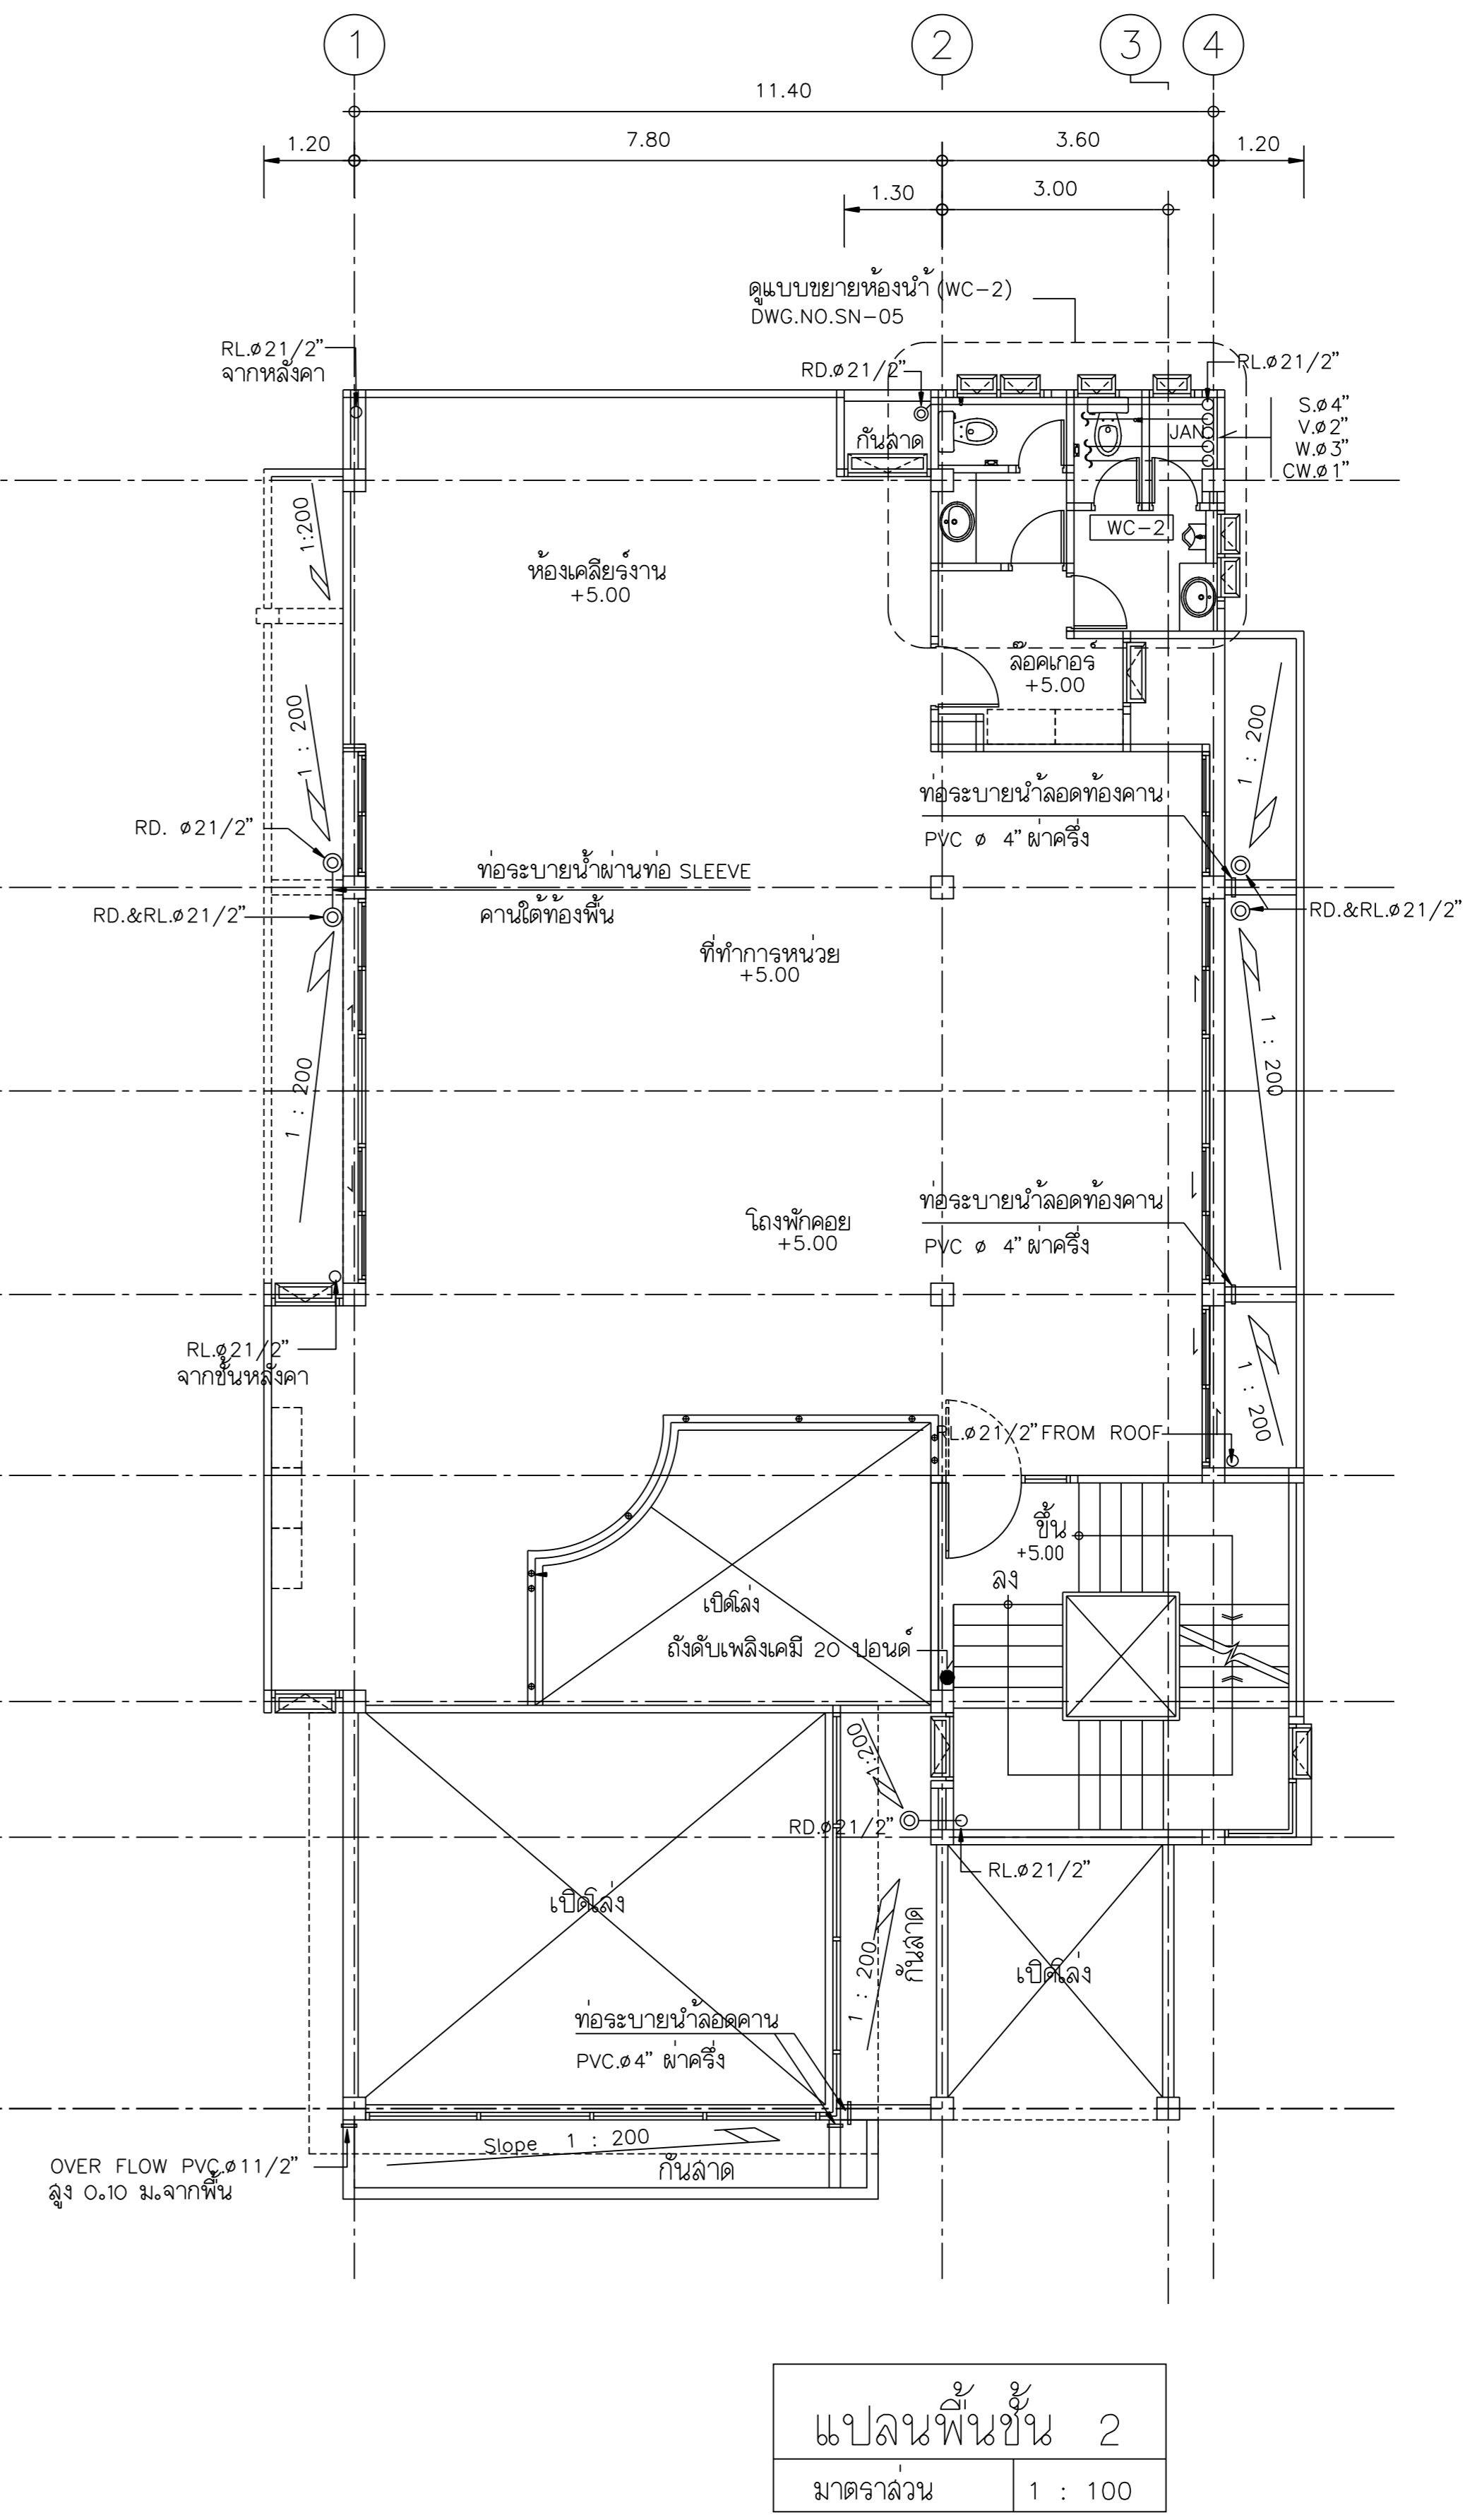 1
2
3
4
11.40
1.20
7.80
3.60
1.20
1.30
3.00
ดูแบบขยายห้องน้ำ (WC-2)
DWG.NO.SN-05
RL.ø21/2"
จากหลังคา
RD.ø21/2"
RL.ø21/2"
S.ø4"
V.ø2"
W.ø3"
CW.ø1"
กันสาด
JAN.
WC-2
1:200
ห้องเคลียร์งาน
+5.00
ล๊อคเกอร์
+5.00
1 : 200
1 : 200
ท่อระบายน้ำลอดท้องคาน
PVC ø 4" ผ่าครึ่ง
RD. ø21/2"
ท่อระบายน้ำผ่านท่อ SLEEVE
คานใต้ท้องพื้น
RD.&RL.ø21/2"
RD.&RL.ø21/2"
ที่ทำการหน่วย
+5.00
1 : 200
1 : 200
ท่อระบายน้ำลอดท้องคาน
PVC ø 4" ผ่าครึ่ง
โถงพักคอย
+5.00
RL.ø21/2"
จากชั้นหลังคา
1 : 200
RL.ø21/2" FROM ROOF
ขึ้น
+5.00
ลง
เปิดโล่ง
ถังดับเพลิงเคมี 20 ปอนด์
1:200
RD.ø21/2"
RL.ø21/2"
เปิดโล่ง
กันสาด
1 : 200
เปิดโล่ง
ท่อระบายน้ำลอดคาน
PVC.ø4" ผ่าครึ่ง
Slope 1 : 200
กันสาด
OVER FLOW PVC.ø11/2"
สูง 0.10 ม.จากพื้น
แปลนพื้นชั้น 2
มาตราส่วน 1 : 100